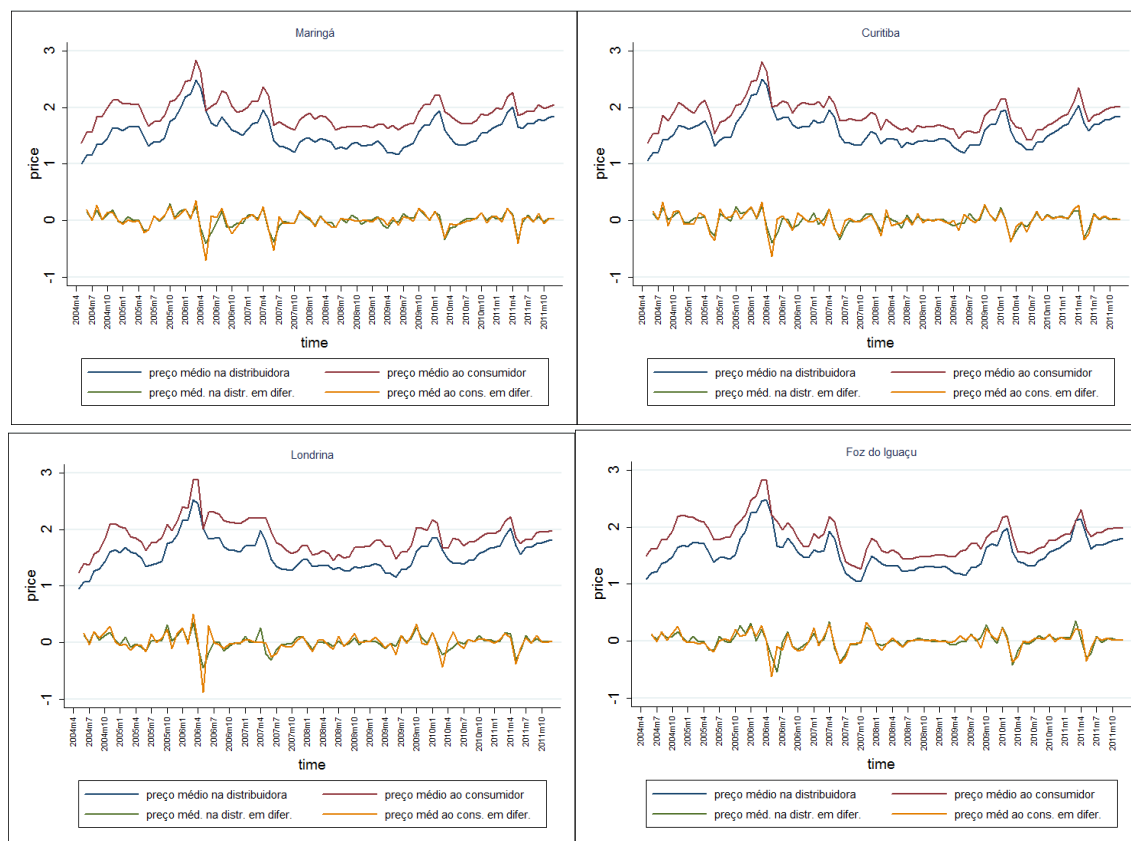 Maringá
3
2
1
0
-1
price
2004m4 2004m7 2004m10 2005m1 2005m4 2005m7 2005m10 2006m1 2006m4 2006m7 2006m10 2007m1 2007m4 2007m7 2007m10 2008m1 2008m4 2008m7 2008m10 2009m1 2009m4 2009m7 2009m10 2010m1 2010m4 2010m7 2010m10 2011m1 2011m4 2011m7 2011m10
time
preço médio na distribuidora preço médio ao consumidor
preço méd. na distr. em difer. preço méd ao cons. em difer.
Curitiba
3
2
1
0
-1
price
2004m4 2004m7 2004m10 2005m1 2005m4 2005m7 2005m10 2006m1 2006m4 2006m7 2006m10 2007m1 2007m4 2007m7 2007m10 2008m1 2008m4 2008m7 2008m10 2009m1 2009m4 2009m7 2009m10 2010m1 2010m4 2010m7 2010m10 2011m1 2011m4 2011m7 2011m10
time
preço médio na distribuidora preço médio ao consumidor
preço méd. na distr. em difer. preço méd ao cons. em difer.
Londrina
3
2
1
0
-1
price
2004m4 2004m7 2004m10 2005m1 2005m4 2005m7 2005m10 2006m1 2006m4 2006m7 2006m10 2007m1 2007m4 2007m7 2007m10 2008m1 2008m4 2008m7 2008m10 2009m1 2009m4 2009m7 2009m10 2010m1 2010m4 2010m7 2010m10 2011m1 2011m4 2011m7 2011m10
time
preço médio na distribuidora preço médio ao consumidor
preço méd. na distr. em difer. preço méd ao cons. em difer.
Foz do Iguaçu
3
2
1
0
-1
price
2004m4 2004m7 2004m10 2005m1 2005m4 2005m7 2005m10 2006m1 2006m4 2006m7 2006m10 2007m1 2007m4 2007m7 2007m10 2008m1 2008m4 2008m7 2008m10 2009m1 2009m4 2009m7 2009m10 2010m1 2010m4 2010m7 2010m10 2011m1 2011m4 2011m7 2011m10
time
preço médio na distribuidora preço médio ao consumidor
preço méd. na distr. em difer. preço méd ao cons. em difer.